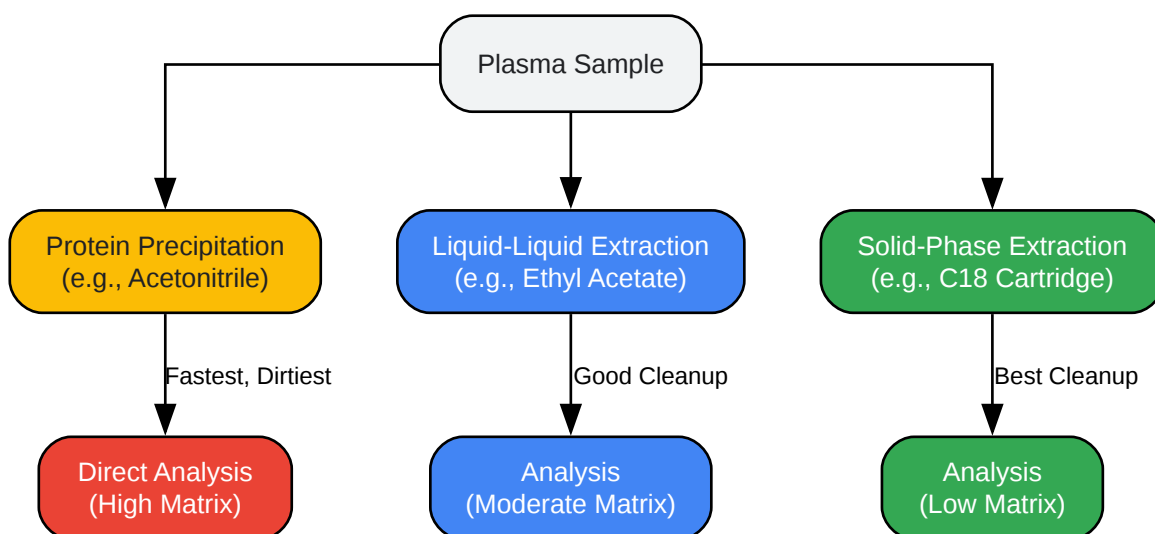 Plasma Sample
Protein Precipitation
(e.g., Acetonitrile)
Liquid-Liquid Extraction
(e.g., Ethyl Acetate)
Solid-Phase Extraction
(e.g., C18 Cartridge)
Fastest, Dirtiest
Good Cleanup
Best Cleanup
Direct Analysis
(High Matrix)
Analysis
(Moderate Matrix)
Analysis
(Low Matrix)